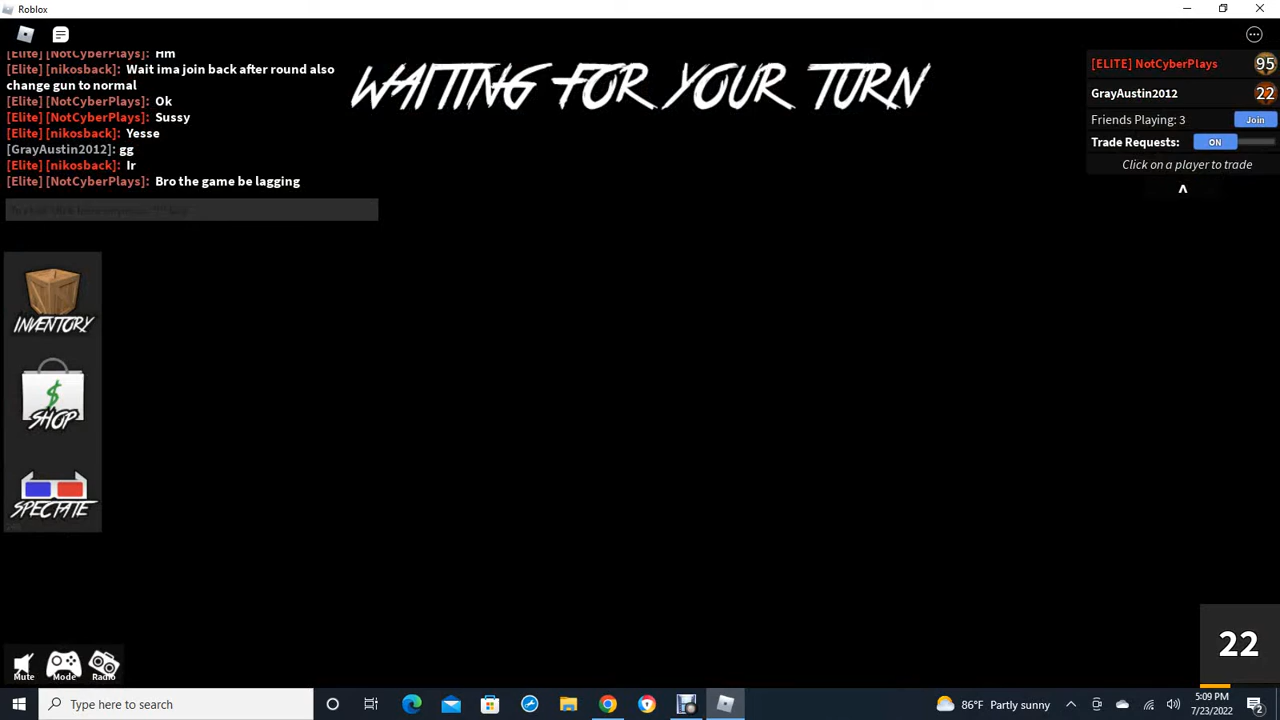 Roblox
[Elite] [NotCyberPlays]: Hm
[Elite] [nikosback]: Wait ima join back after round also
change gun to normal
[Elite] [NotCyberPlays]: Ok
[Elite] [NotCyberPlays]: Sussy
[Elite] [nikosback]: Yesse
[GrayAustin2012]: gg
[Elite] [nikosback]: Ir
[Elite] [NotCyberPlays]: Bro the game be lagging
WAITING FOR YOUR TURN
[ELITE] NotCyberPlays 95
GrayAustin2012 22
Friends Playing: 3 Join
Trade Requests: ON
Click on a player to trade
^
INVENTORY
$
SHOP
SPECTATE
Mute Mode Radio
22
Type here to search
86°F Partly sunny
5:09 PM
7/23/2022
2